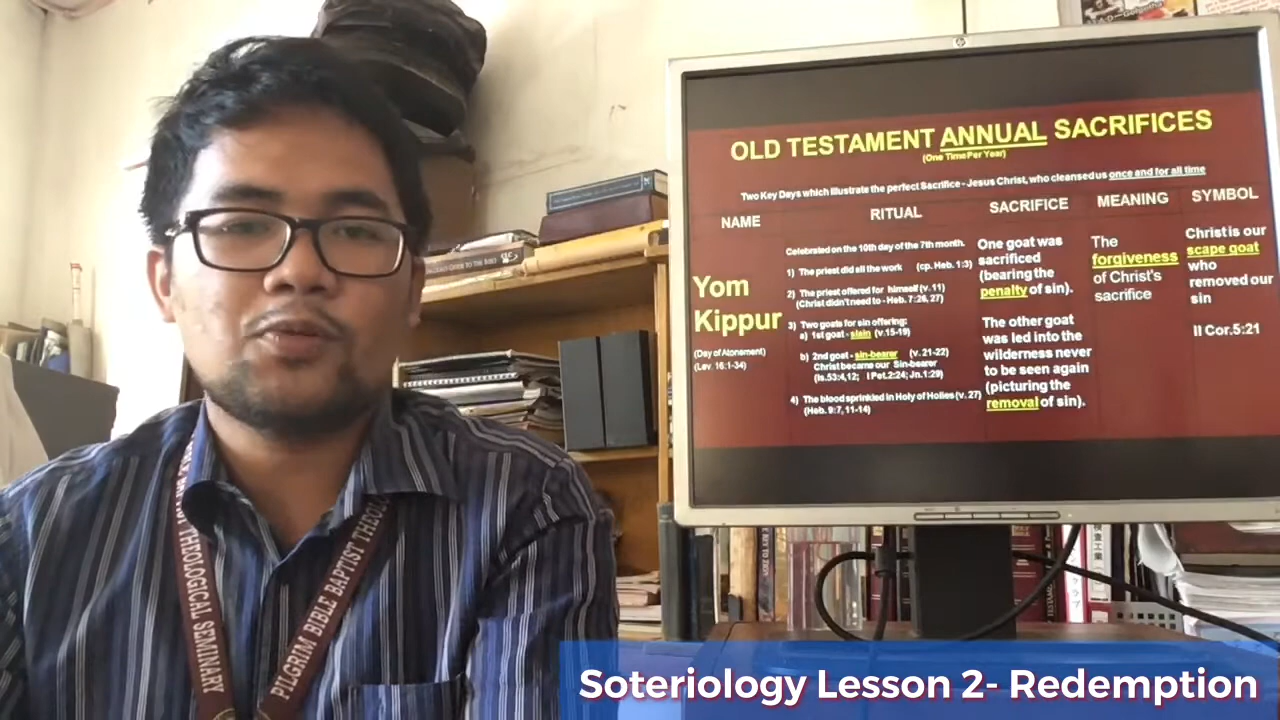 OLD TESTAMENT ANNUAL SACRIFICES
(One Time Per Year)
Two Key Days which illustrate the perfect Sacrifice - Jesus Christ, who cleansed us once and for all time
NAME
RITUAL
SACRIFICE
MEANING
SYMBOL
Yom
Kippur
(Day of Atonement)
(Lev. 16:1-34)
Celebrated on the 10th day of the 7th month.
1) The priest did all the work (cp. Heb. 1:3)
2) The priest offered for himself (v. 11)
(Christ didn't need to - Heb. 7:26, 27)
3) Two goats for sin offering:
a) 1st goat - slain (v.15-19)
b) 2nd goat - sin-bearer (v. 21-22)
Christ became our Sin-bearer
(Is.53:4,12; I Pet.2:24; Jn.1:29)
4) The blood sprinkled in Holy of Holies (v. 27)
(Heb. 9:7, 11-14)
One goat was
sacrificed
(bearing the
penalty of sin).
The other goat
was led into the
wilderness never
to be seen again
(picturing the
removal of sin).
The
forgiveness
of Christ's
sacrifice
Christ is our
scape goat
who
removed our
sin
II Cor.5:21
hp
THEOLOGICAL SEMINARY
PILGRIM BIBLE BAPTIST THEOLO
Soteriology Lesson 2- Redemption